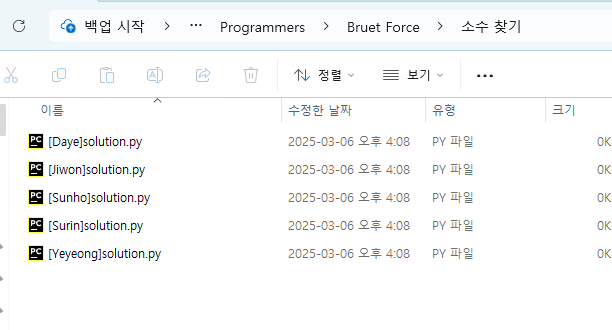 백업 시작 > ··· Programmers > Bruet Force > 소수 찾기
정렬 보기 ···
이름 수정한 날짜 유형 크기
PC [Daye]solution.py 2025-03-06 오후 4:08 PY 파일 0K
PC [Jiwon]solution.py 2025-03-06 오후 4:08 PY 파일 0K
PC [Sunho]solution.py 2025-03-06 오후 4:08 PY 파일 0K
PC [Surin]solution.py 2025-03-06 오후 4:08 PY 파일 0K
PC [Yeyeong]solution.py 2025-03-06 오후 4:08 PY 파일 0K